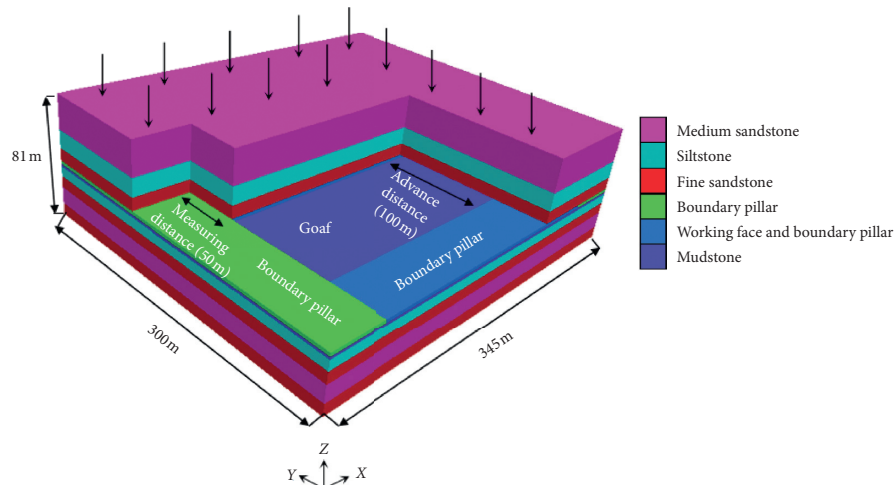 81 m
Measuring
distance (50 m)
Boundary pillar
Goaf
Advance
distance
(100 m)
Boundary pillar
300 m
345 m
Z
Y
X
Medium sandstone
Siltstone
Fine sandstone
Boundary pillar
Working face and boundary pillar
Mudstone